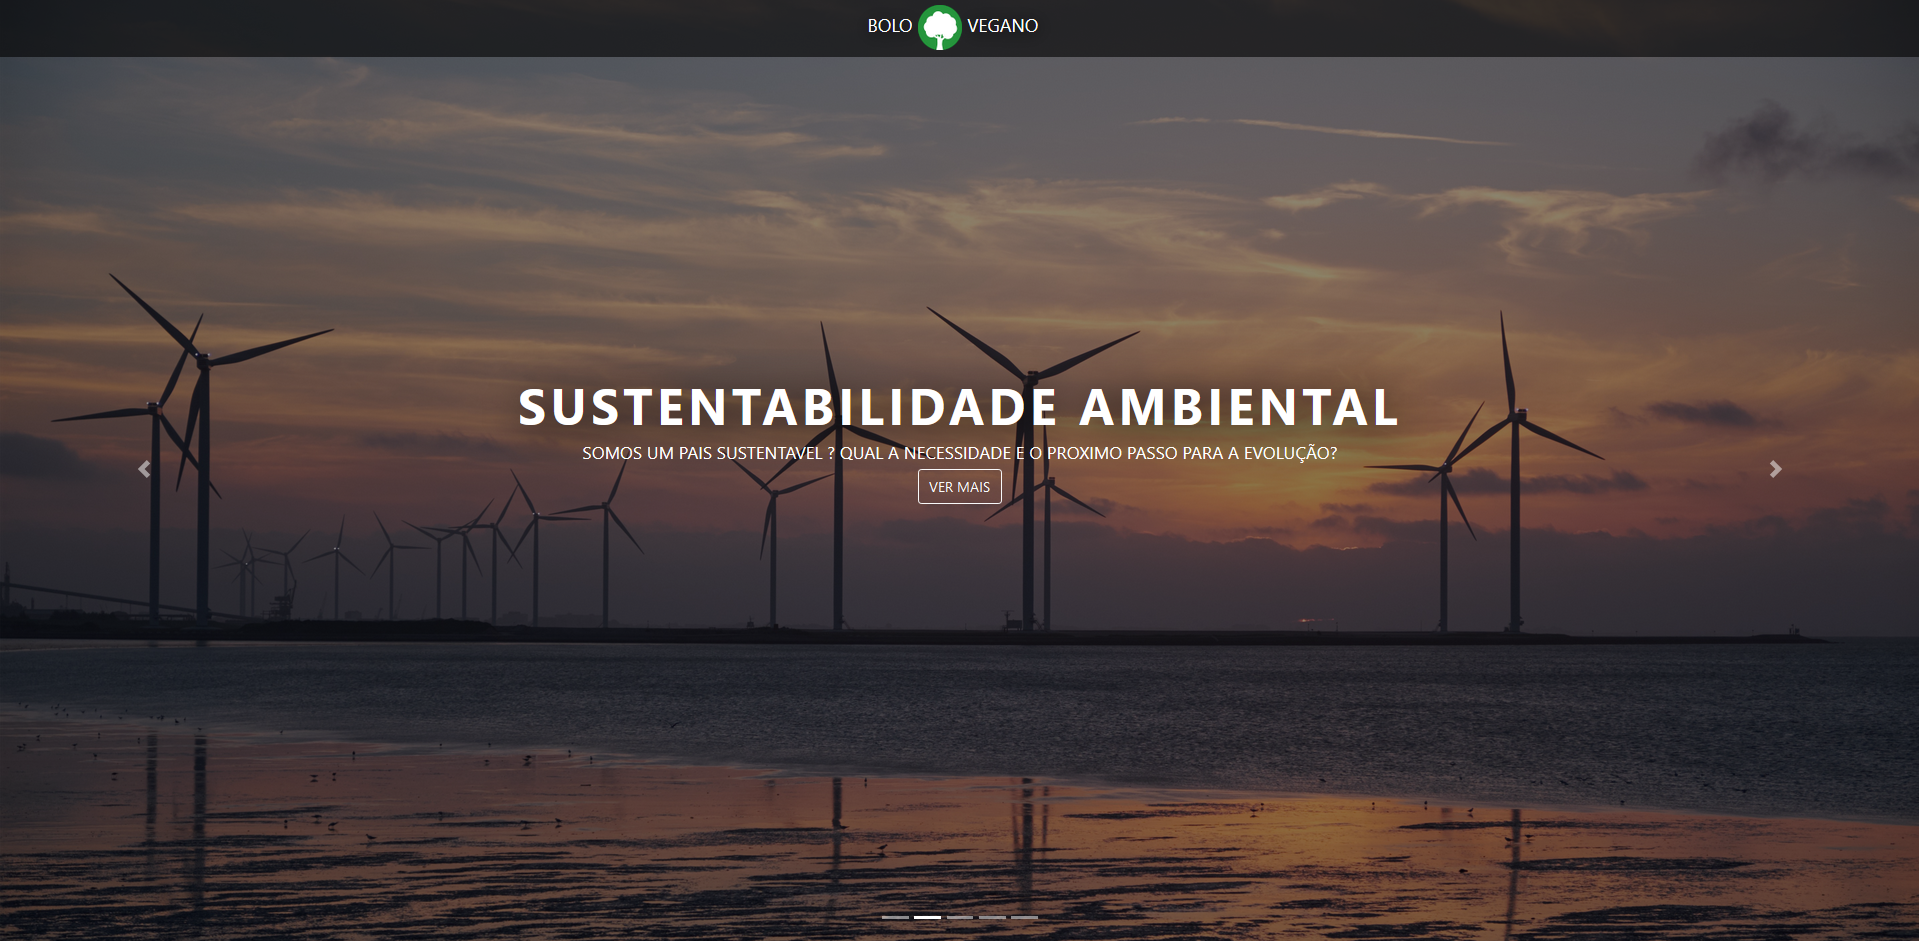 BOLO VEGANO
SUSTENTABILIDADE AMBIENTAL
SOMOS UM PAIS SUSTENTAVEL ? QUAL A NECESSIDADE E O PROXIMO PASSO PARA A EVOLUÇÃO?
VER MAIS